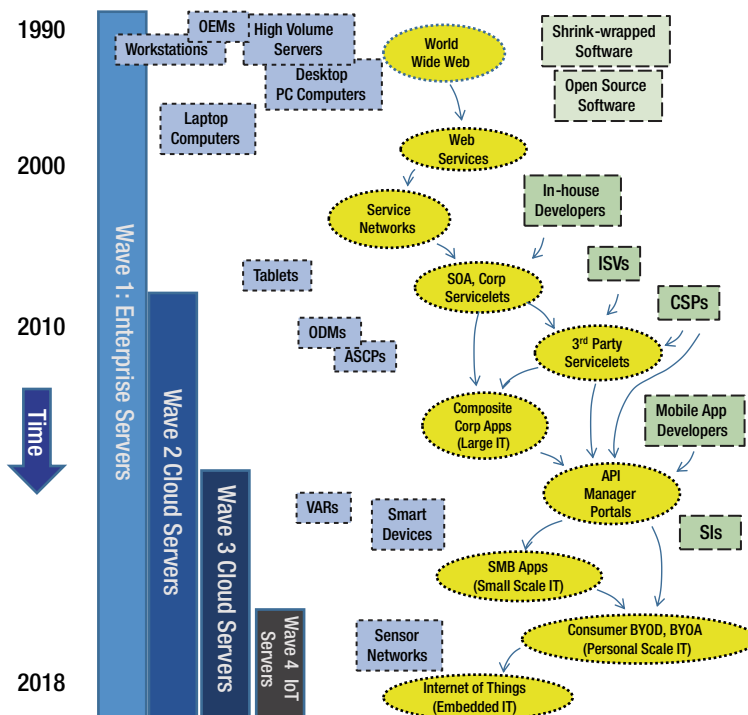 1990
OEMs
Workstations
High Volume
Servers
Desktop
PC Computers
World
Wide Web
Shrink-wrapped
Software
Open Source
Software
Laptop
Computers
2000
Web
Services
In-house
Developers
Service
Networks
Tablets
SOA, Corp
Servicelets
ISVs
CSPs
2010
ODMs
ASCPs
3rd Party
Servicelets
Time
Composite
Corp Apps
(Large IT)
Mobile App
Developers
API
Manager
Portals
VARs
Smart
Devices
SIs
SMB Apps
(Small Scale IT)
Sensor
Networks
Consumer BYOD, BYOA
(Personal Scale IT)
2018
Internet of Things
(Embedded IT)
Wave 1: Enterprise Servers
Wave 2 Cloud Servers
Wave 3 Cloud Servers
Wave 4 IoT
Servers